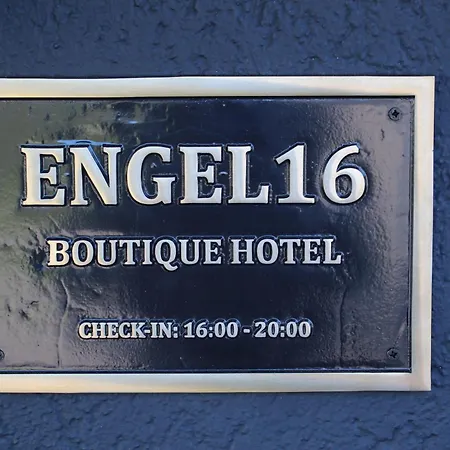 ENGEL16
BOUTIQUE HOTEL
CHECK-IN: 16:00 - 20:00